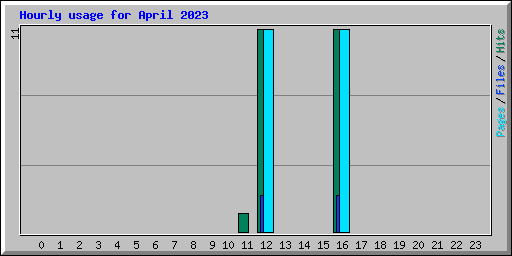 Hourly usage for April 2023
11
Pages/Files/Hits
0 1 2 3 4 5 6 7 8 9 10 11 12 13 14 15 16 17 18 19 20 21 22 23